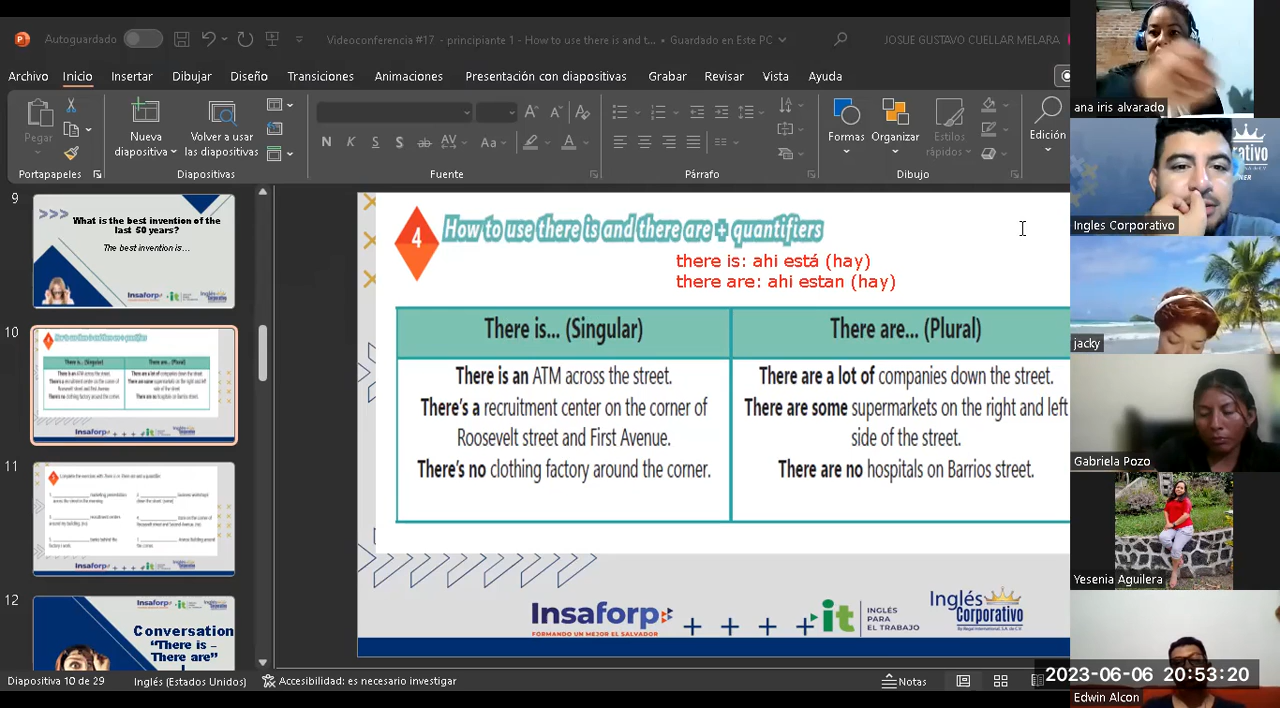 Autoguardado
Videoconferencia #17 - principiante 1 - How to use there is and t... • Guardado en Este PC
JOSUE GUSTAVO CUELLAR MELARA
Archivo Inicio Insertar Dibujar Diseño Transiciones Animaciones Presentación con diapositivas Grabar Revisar Vista Ayuda
Pegar
Nueva diapositiva
Volver a usar las diapositivas
Formas
Organizar
Estilos rápidos
Edición
Portapapeles
Diapositivas
Fuente
Párrafo
Dibujo
9
>>> What is the best invention of the
last 50 years?
The best invention is...
Insaforp it Inglés Corporativo
10
11
12
Conversation
"There is –
There are"
4
How to use there is and there are + quantifiers
there is: ahi está (hay)
there are: ahi estan (hay)
There is... (Singular)
There is an ATM across the street.
There's a recruitment center on the corner of
Roosevelt street and First Avenue.
There's no clothing factory around the corner.
There are... (Plural)
There are a lot of companies down the street.
There are some supermarkets on the right and left
side of the street.
There are no hospitals on Barrios street.
Insaforp
FORMANDO UN MEJOR EL SALVADOR
+ + + +
it
INGLÉS
PARA
EL TRABAJO
Inglés
Corporativo
Diapositiva 10 de 29
Inglés (Estados Unidos)
Accesibilidad: es necesario investigar
Notas
ana iris alvarado
Ingles Corporativo
jacky
Gabriela Pozo
Yesenia Aguilera
2023-06-06 20:53:20
Edwin Alcon